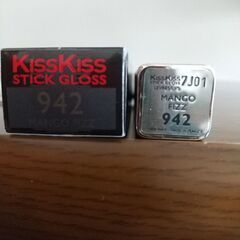 KISSKISS
STICK GLOSS
942
MANGO FIZZ
KISSKISS 7J01
MANGO
FIZZ
942